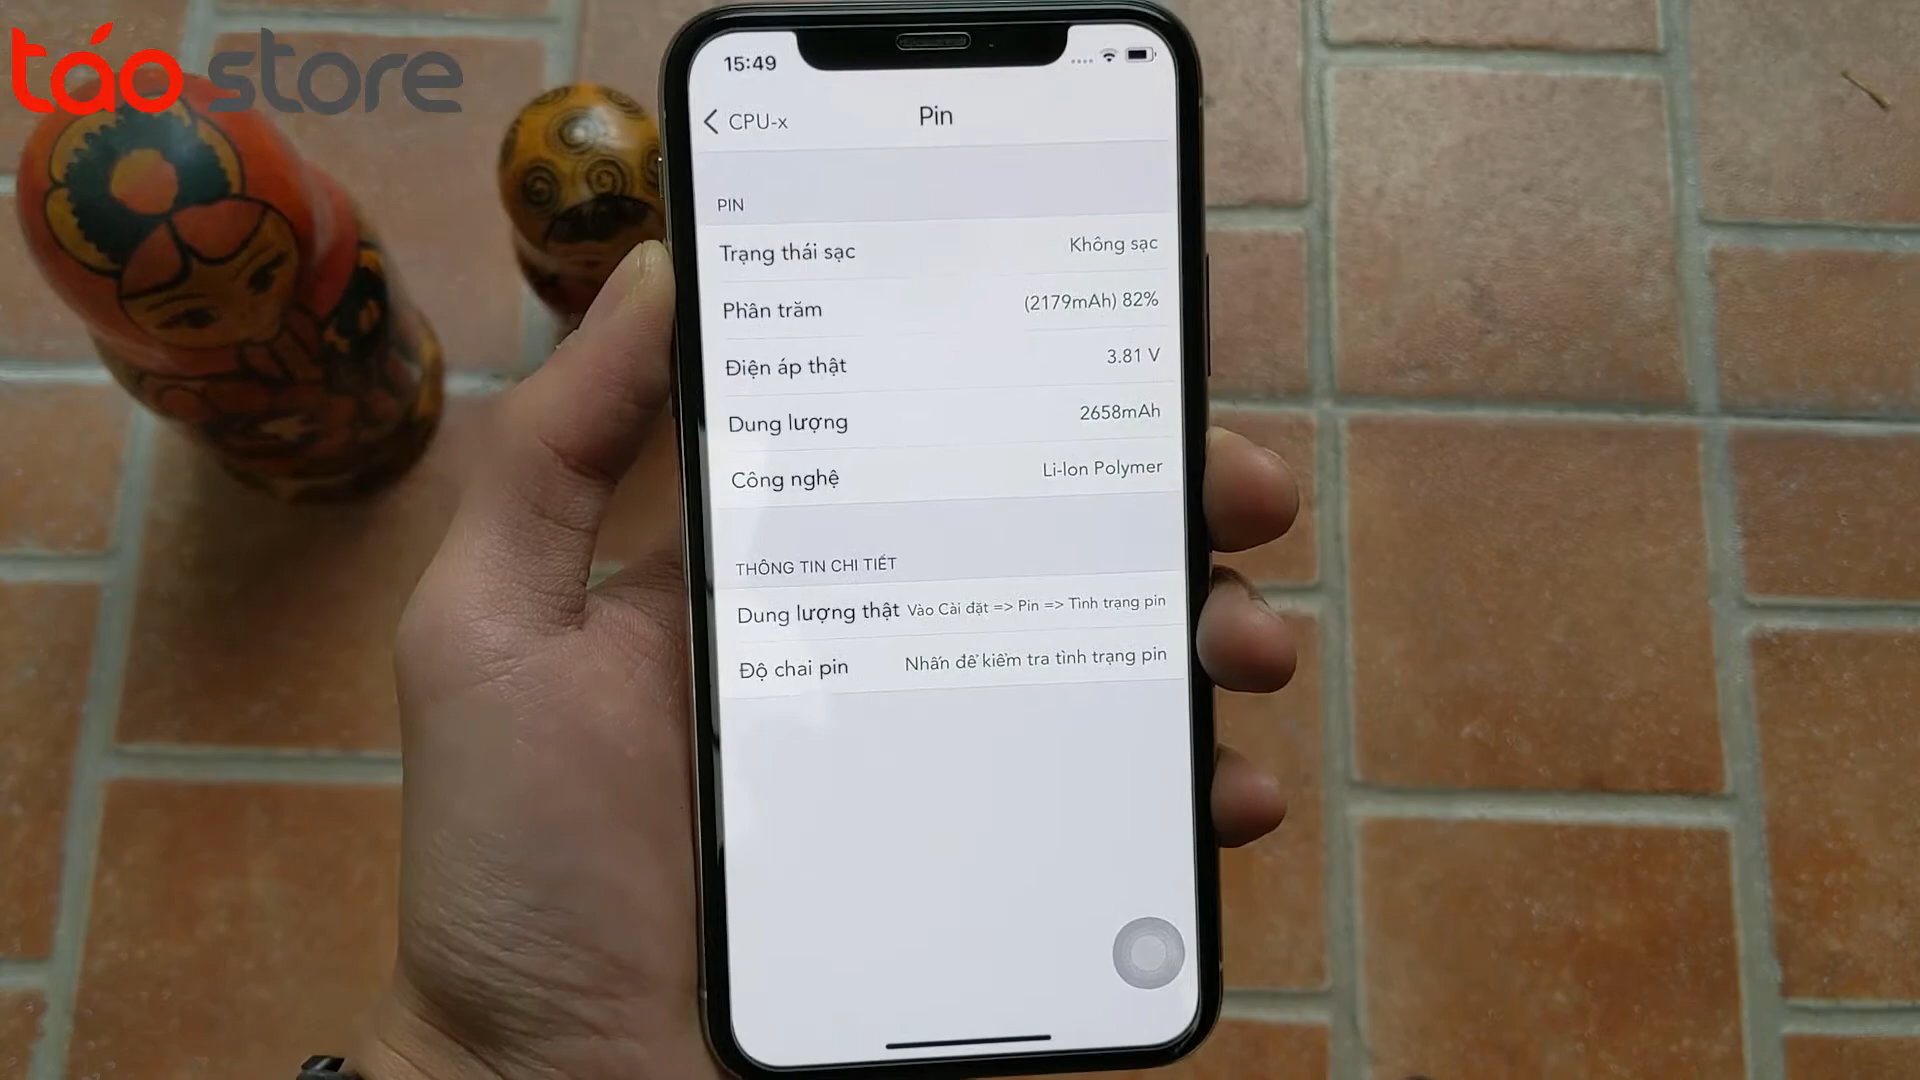 táo store
15:49
CPU-x
Pin
PIN
Trạng thái sạc Không sạc
Phần trăm (2179mAh) 82%
Điện áp thật 3.81 V
Dung lượng 2658mAh
Công nghệ Li-Ion Polymer
THÔNG TIN CHI TIẾT
Dung lượng thật Vào Cài đặt => Pin => Tình trạng pin
Độ chai pin Nhấn để kiểm tra tình trạng pin